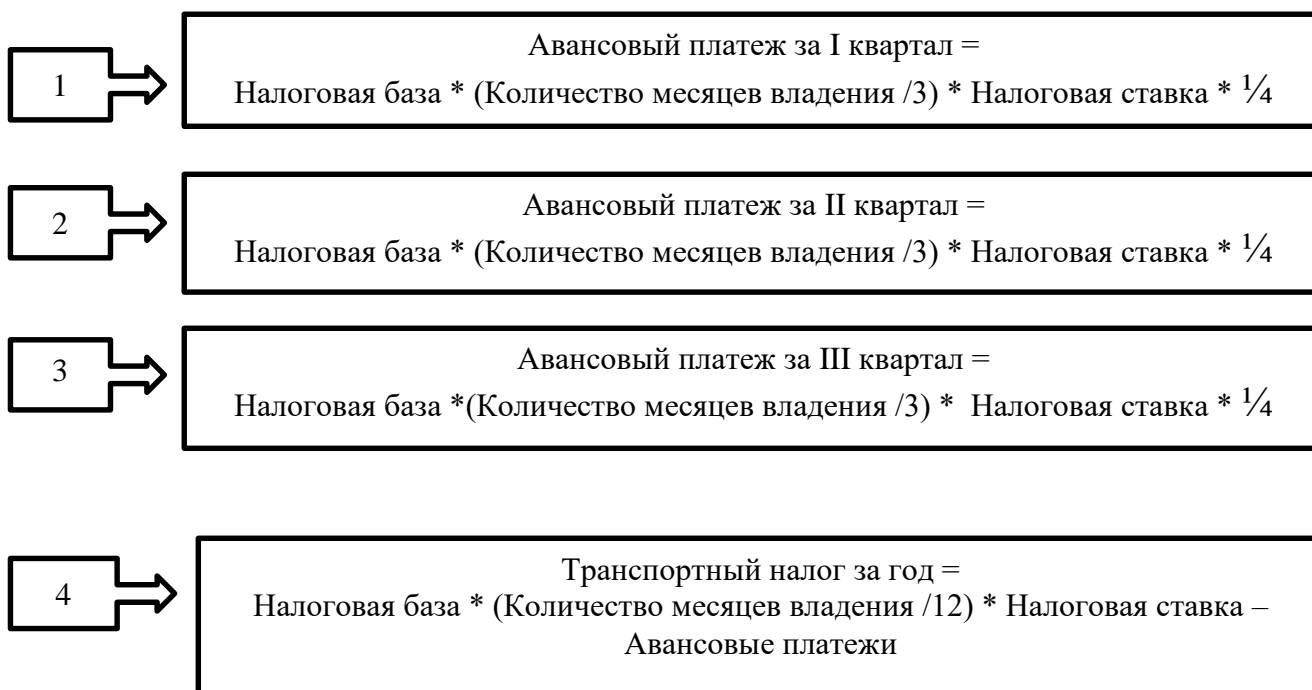 1
Авансовый платеж за I квартал =
Налоговая база * (Количество месяцев владения /3) * Налоговая ставка * ¼
2
Авансовый платеж за II квартал =
Налоговая база * (Количество месяцев владения /3) * Налоговая ставка * ¼
3
Авансовый платеж за III квартал =
Налоговая база *(Количество месяцев владения /3) * Налоговая ставка * ¼
4
Транспортный налог за год =
Налоговая база * (Количество месяцев владения /12) * Налоговая ставка –
Авансовые платежи